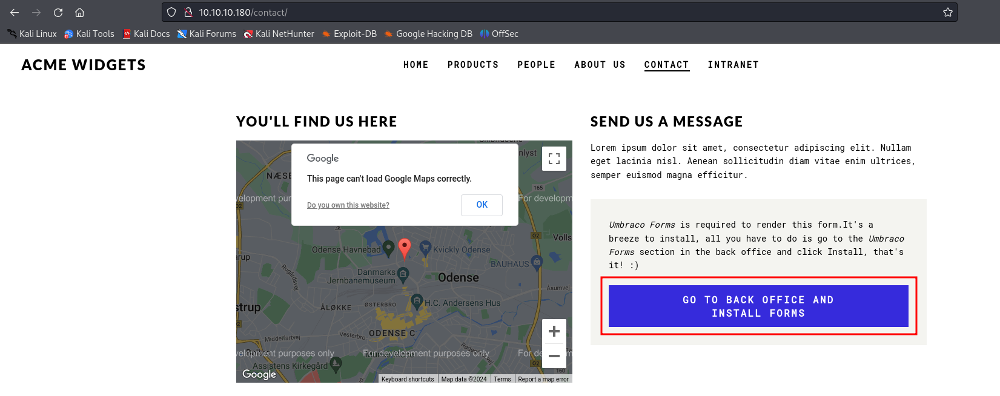 10.10.10.180/contact/
Kali Linux Kali Tools Kali Docs Kali Forums Kali NetHunter Exploit-DB Google Hacking DB OffSec
ACME WIDGETS
HOME PRODUCTS PEOPLE ABOUT US CONTACT INTRANET
YOU'LL FIND US HERE
Google
This page can't load Google Maps correctly.
Do you own this website?
OK
NÆSB
165
For developm
O2
Volls
Odense Havnebad
Kvickly Odense
BAUHAUS
Rugårdsvej
Danmarks
Jernbanemuseum
Odense
Åsumvej
strup
ÅLØKKE
ØSTERBRO
H.C. Andersens Hus
Middelfartvej
Vesterbro
ODENSE C
velopment purposes only
For development purposes only
For de
Assistens Kirkegård
O2
160
Google
Keyboard shortcuts
Map data ©2024
Terms
Report a map error
SEND US A MESSAGE
Lorem ipsum dolor sit amet, consectetur adipiscing elit. Nullam
eget lacinia nisl. Aenean sollicitudin diam vitae enim ultrices,
semper euismod magna efficitur.
Umbraco Forms is required to render this form.It's a
breeze to install, all you have to do is go to the Umbraco
Forms section in the back office and click Install, that's
it! :)
GO TO BACK OFFICE AND
INSTALL FORMS